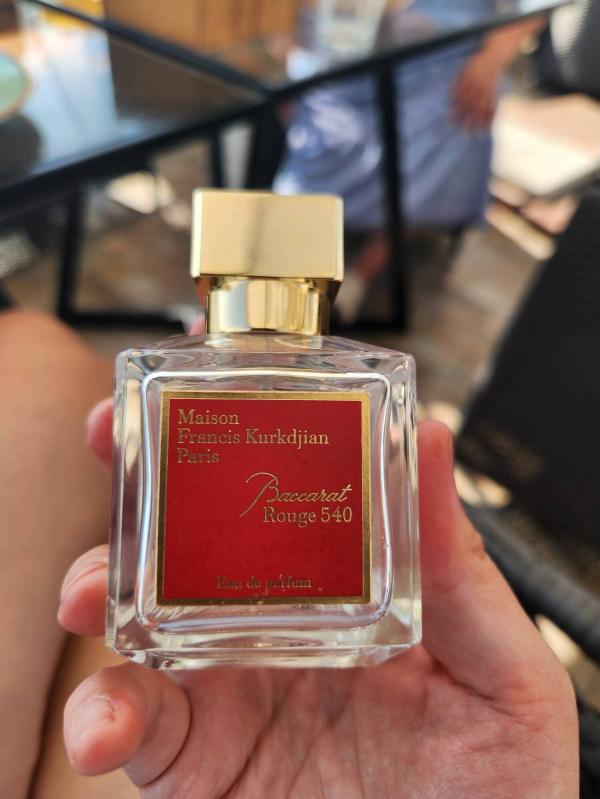 Maison
Francis Kurkdjian
Paris
Baccarat
Rouge 540
Eau de parfum